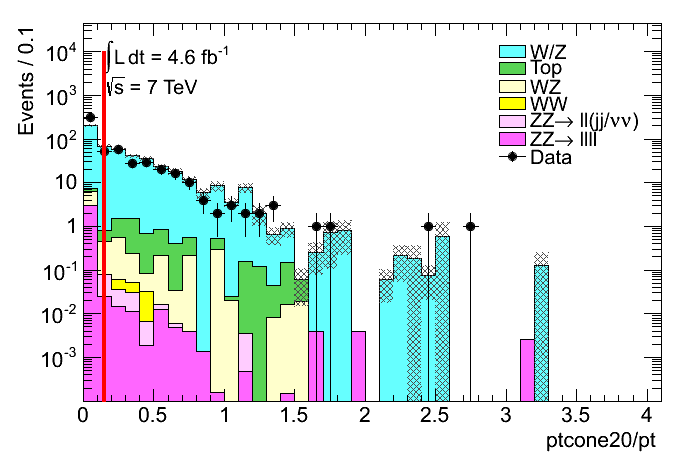 Events / 0.1
10⁴
10³
10²
10
1
10⁻¹
10⁻²
10⁻³
∫L dt = 4.6 fb⁻¹
√s = 7 TeV
W/Z
Top
WZ
WW
ZZ→ ll(jj/νν)
ZZ→ llll
Data
0 0.5 1 1.5 2 2.5 3 3.5 4
ptcone20/pt